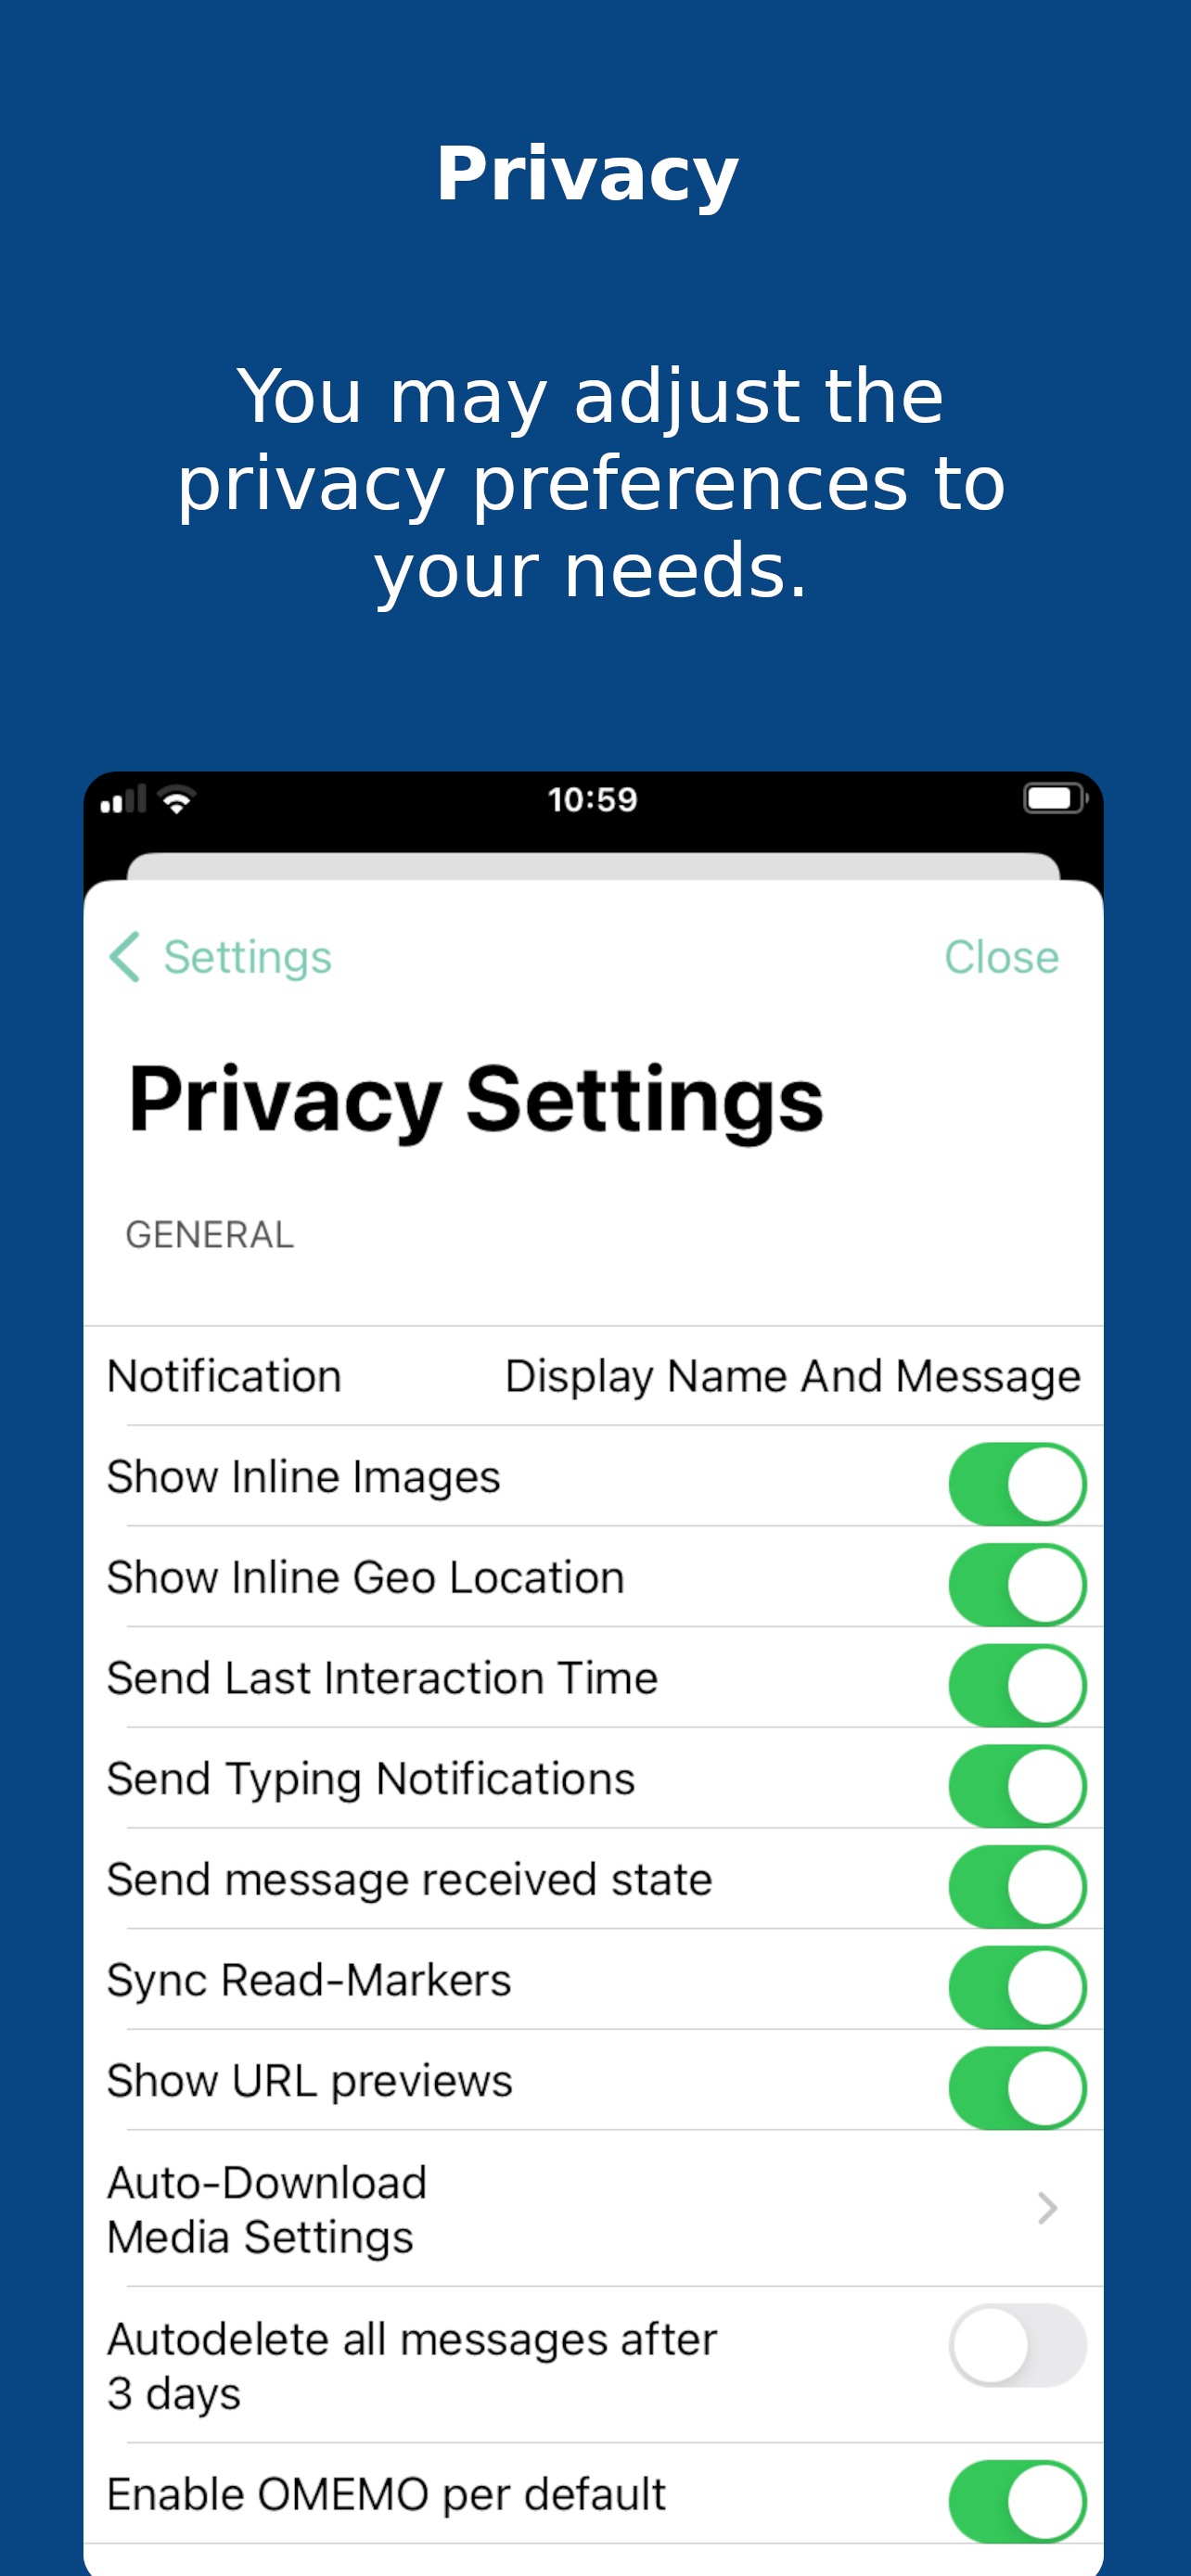 Privacy
You may adjust the
privacy preferences to
your needs.
10:59
Settings
Close
Privacy Settings
GENERAL
Notification Display Name And Message
Show Inline Images
Show Inline Geo Location
Send Last Interaction Time
Send Typing Notifications
Send message received state
Sync Read-Markers
Show URL previews
Auto-Download
Media Settings
Autodelete all messages after
3 days
Enable OMEMO per default